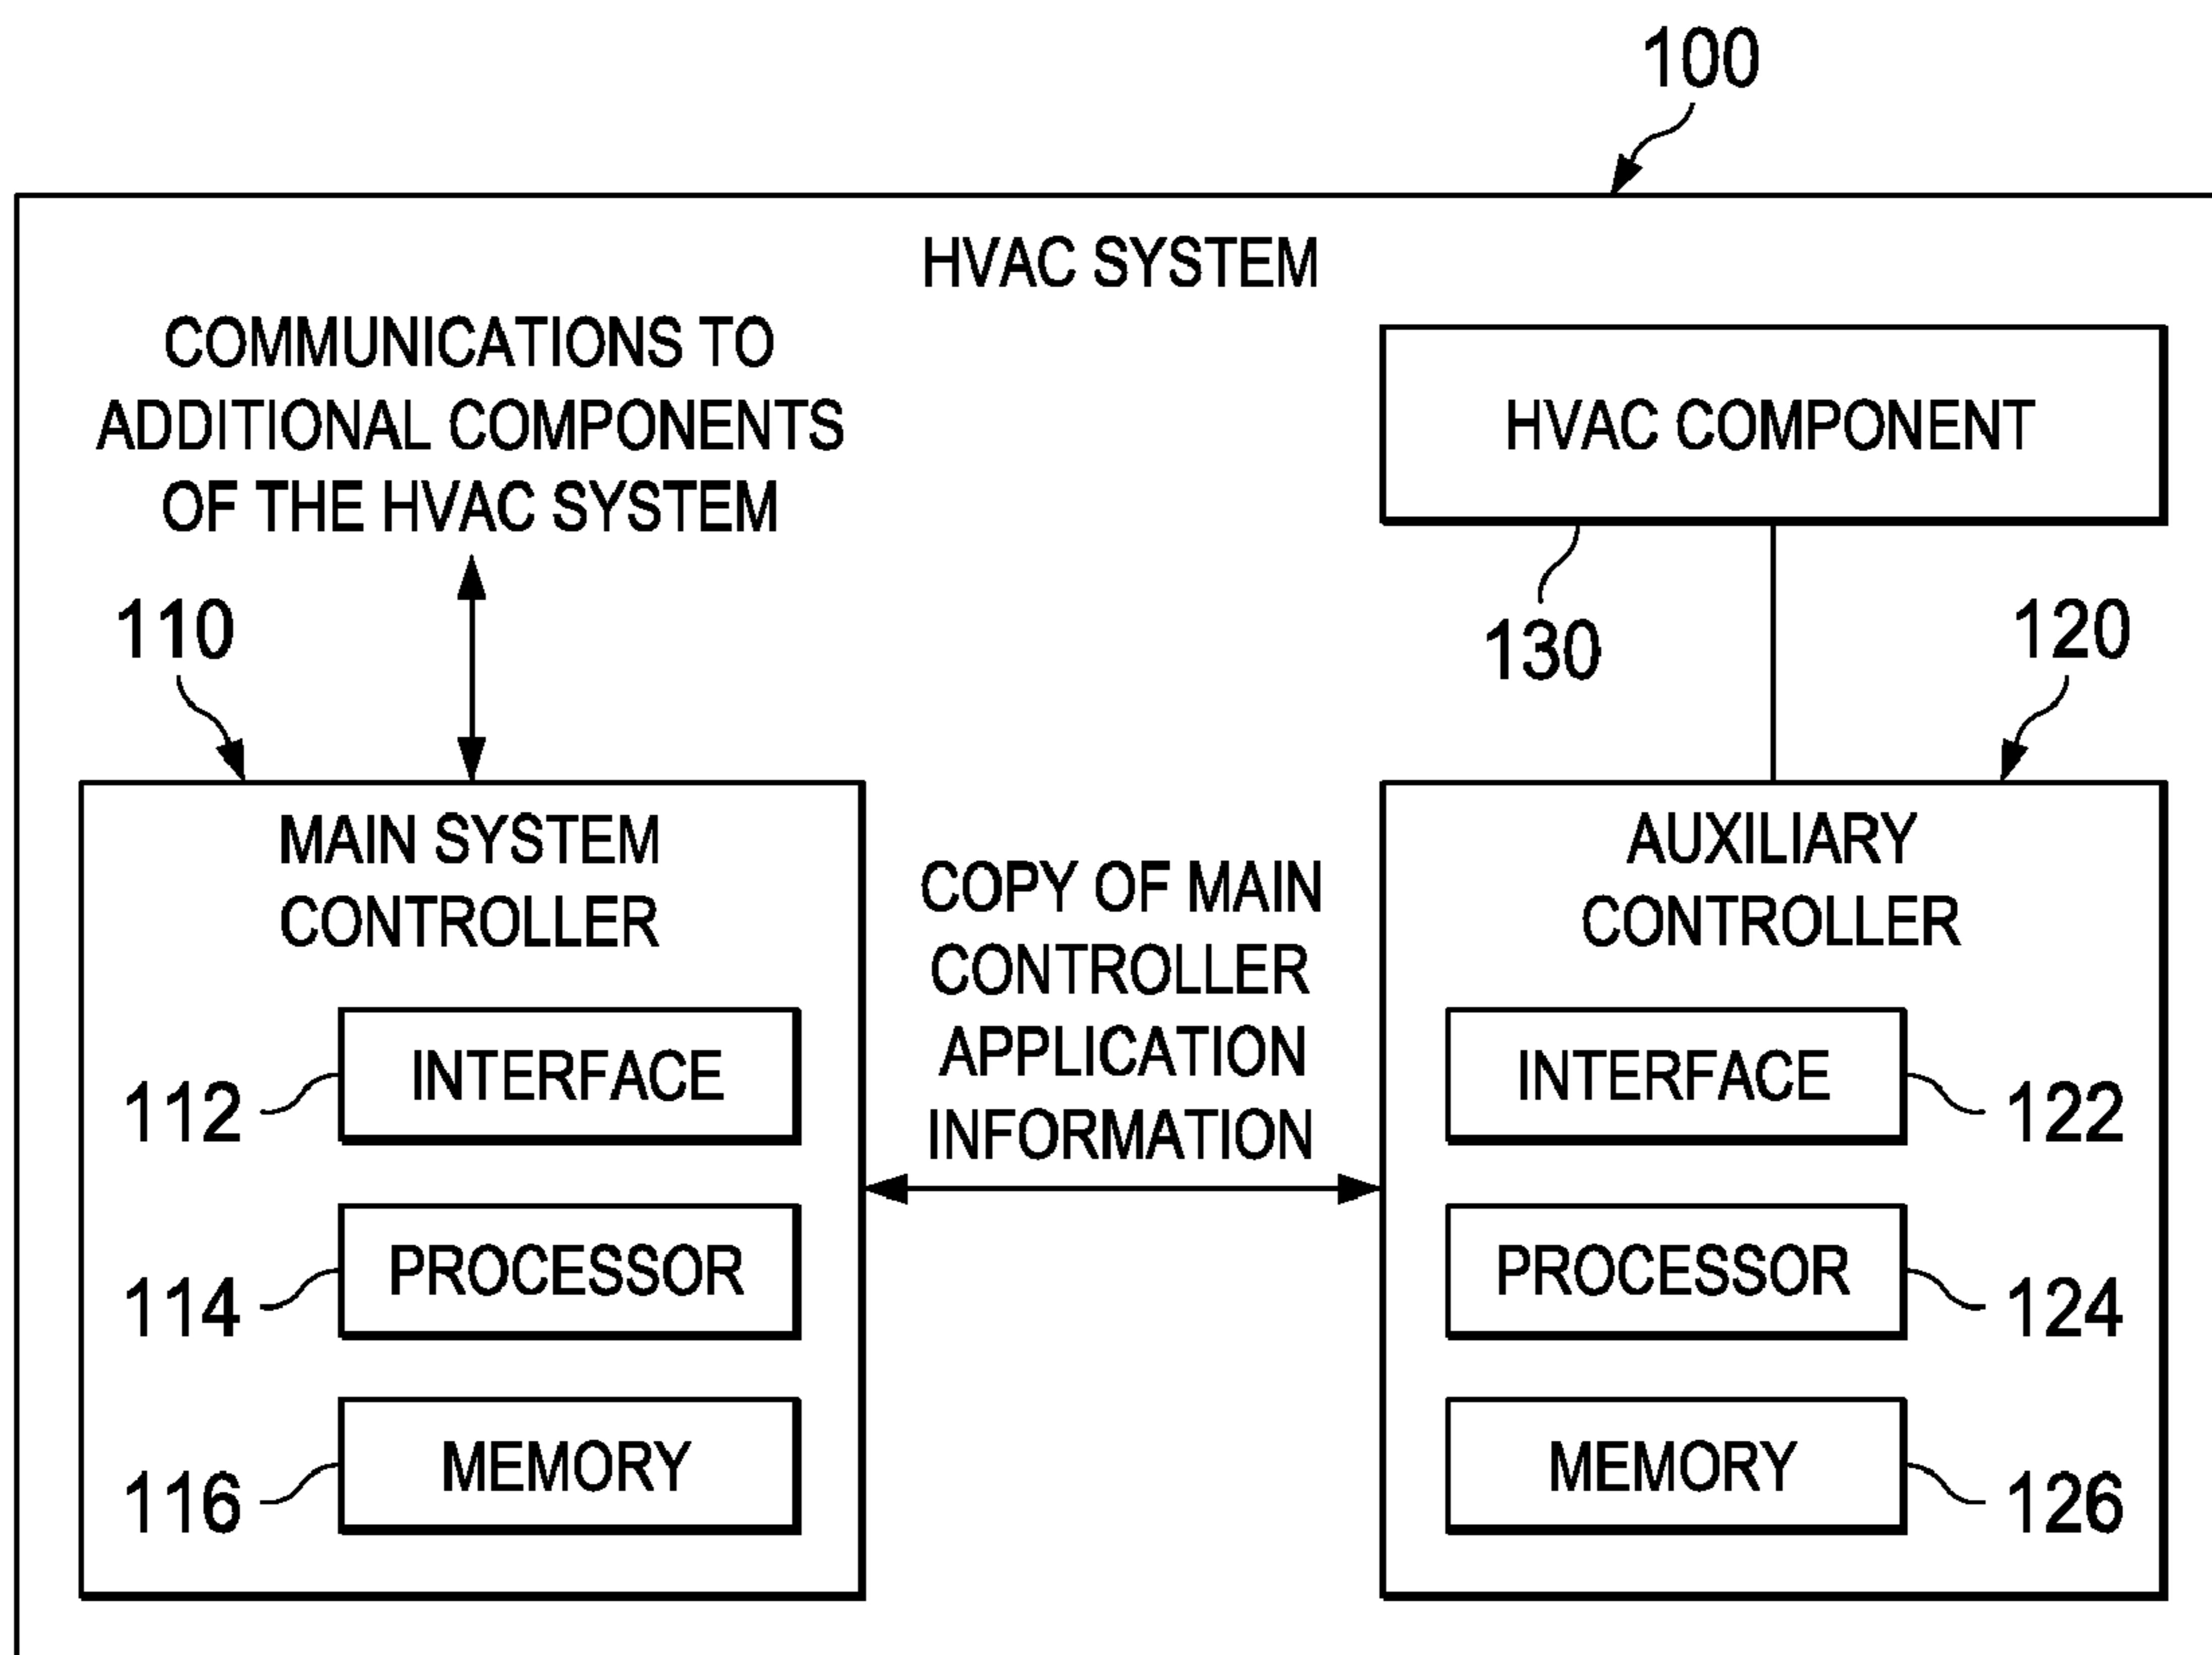 100
HVAC SYSTEM
COMMUNICATIONS TO
ADDITIONAL COMPONENTS
OF THE HVAC SYSTEM
HVAC COMPONENT
130
110
120
MAIN SYSTEM
CONTROLLER
112
INTERFACE
114
PROCESSOR
116
MEMORY
COPY OF MAIN
CONTROLLER
APPLICATION
INFORMATION
AUXILIARY
CONTROLLER
INTERFACE
122
PROCESSOR
124
MEMORY
126